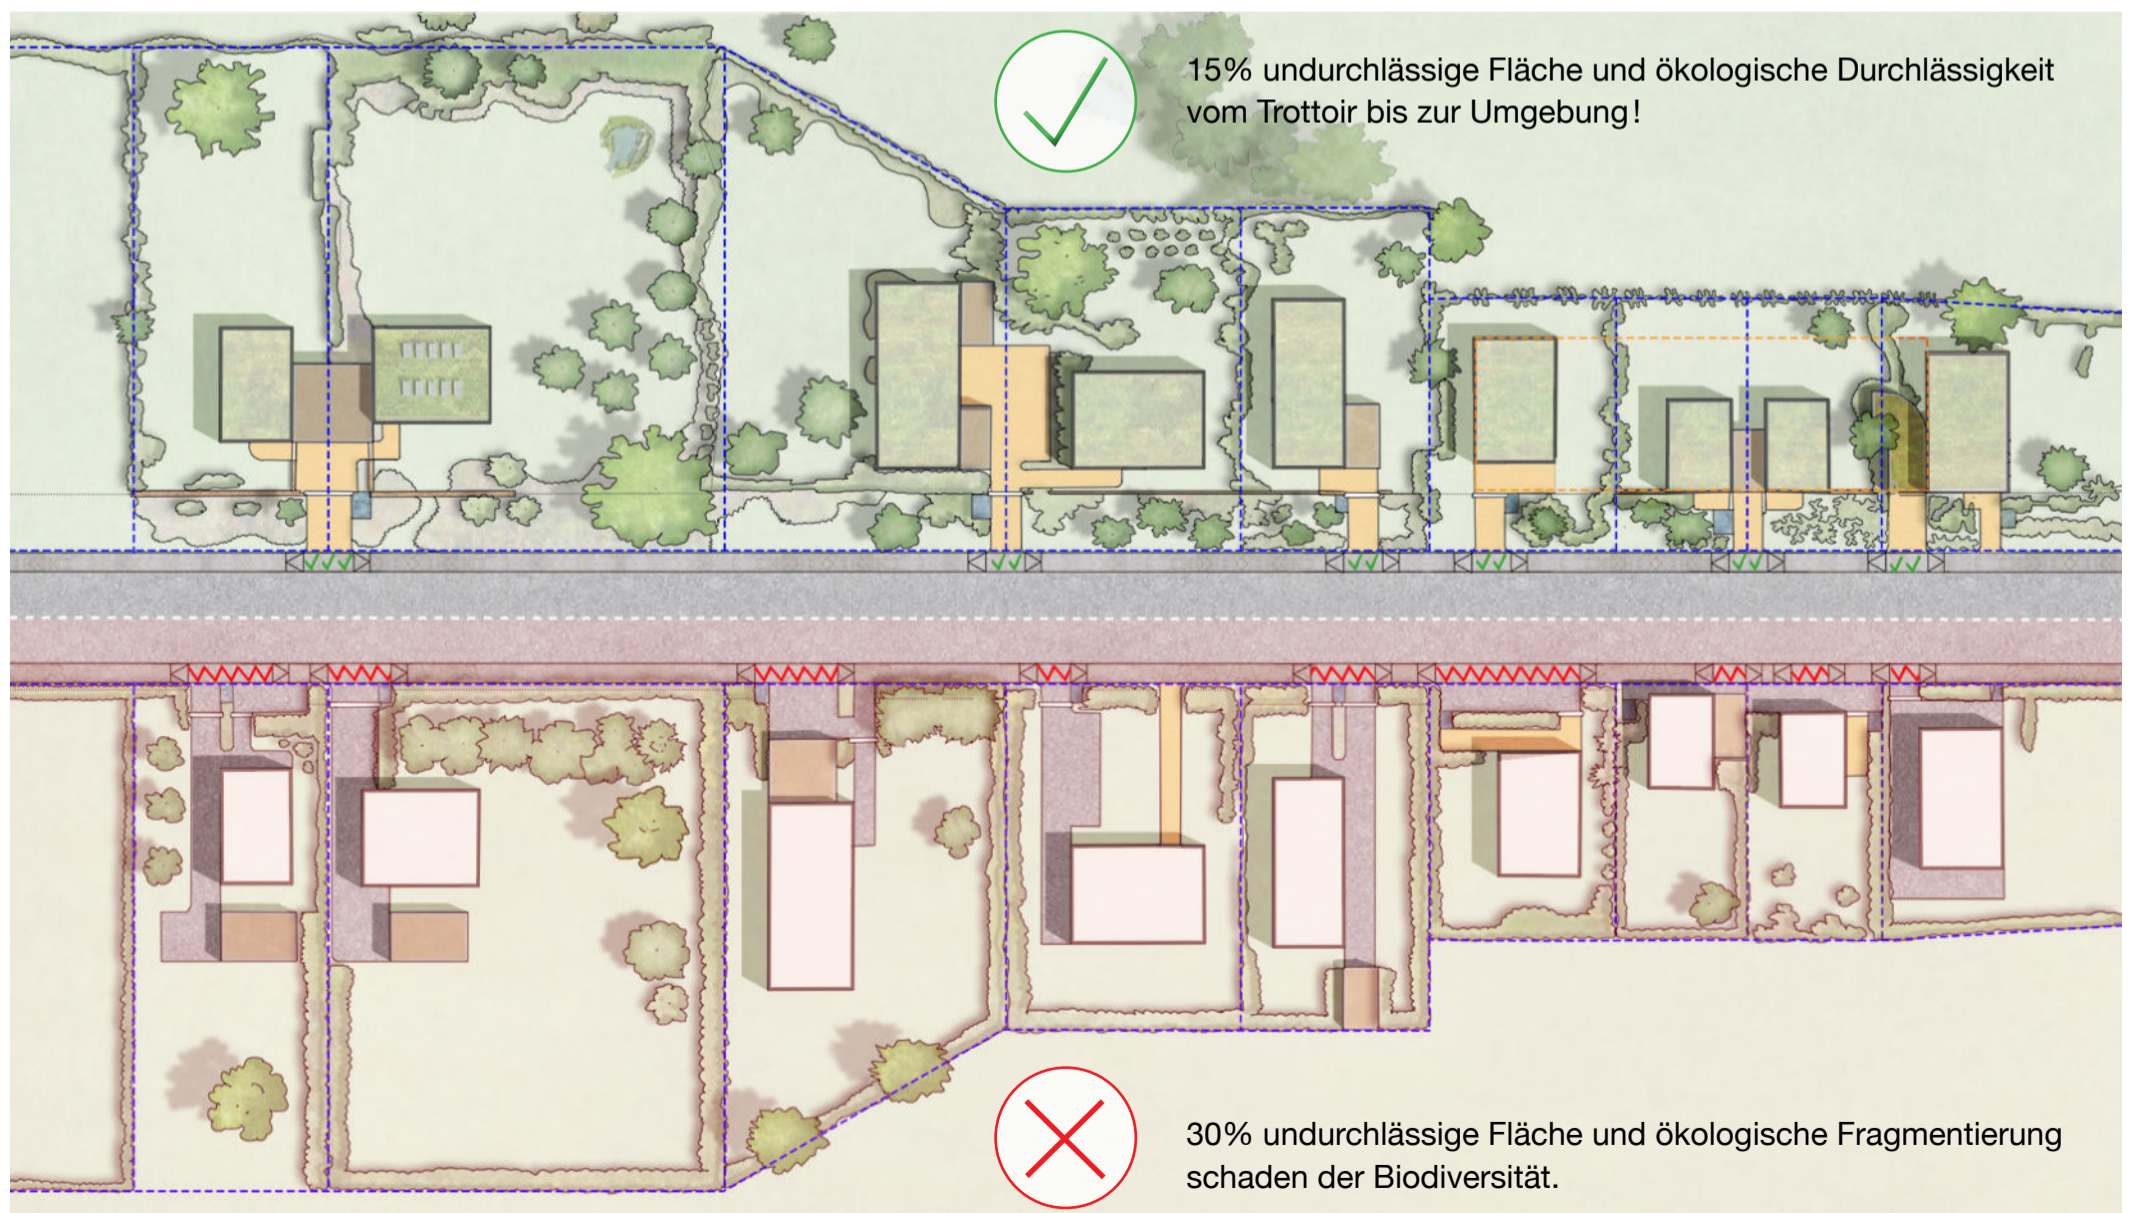 15% undurchlässige Fläche und ökologische Durchlässigkeit
vom Trottoir bis zur Umgebung!
30% undurchlässige Fläche und ökologische Fragmentierung
schaden der Biodiversität.